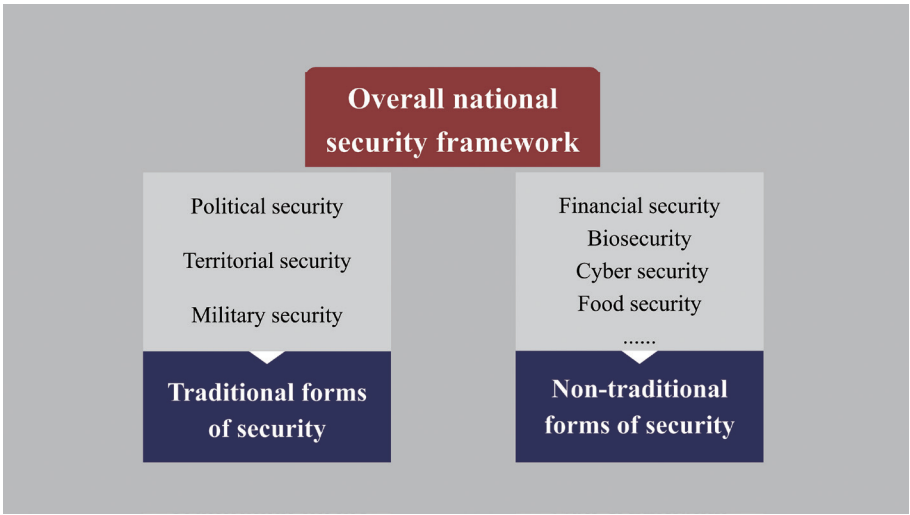 Overall national
security framework
Political security
Territorial security
Military security
Traditional forms
of security
Financial security
Biosecurity
Cyber security
Food security
......
Non-traditional
forms of security